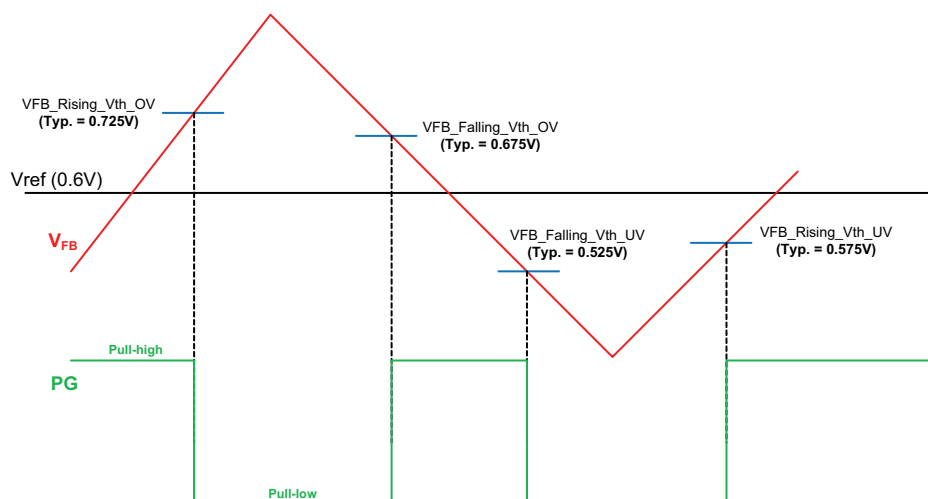 VFB_Rising_Vth_OV
(Typ. = 0.725V)
VFB_Falling_Vth_OV
(Typ. = 0.675V)
Vref (0.6V)
VFB
VFB_Falling_Vth_UV
(Typ. = 0.525V)
VFB_Rising_Vth_UV
(Typ. = 0.575V)
Pull-high
PG
Pull-low